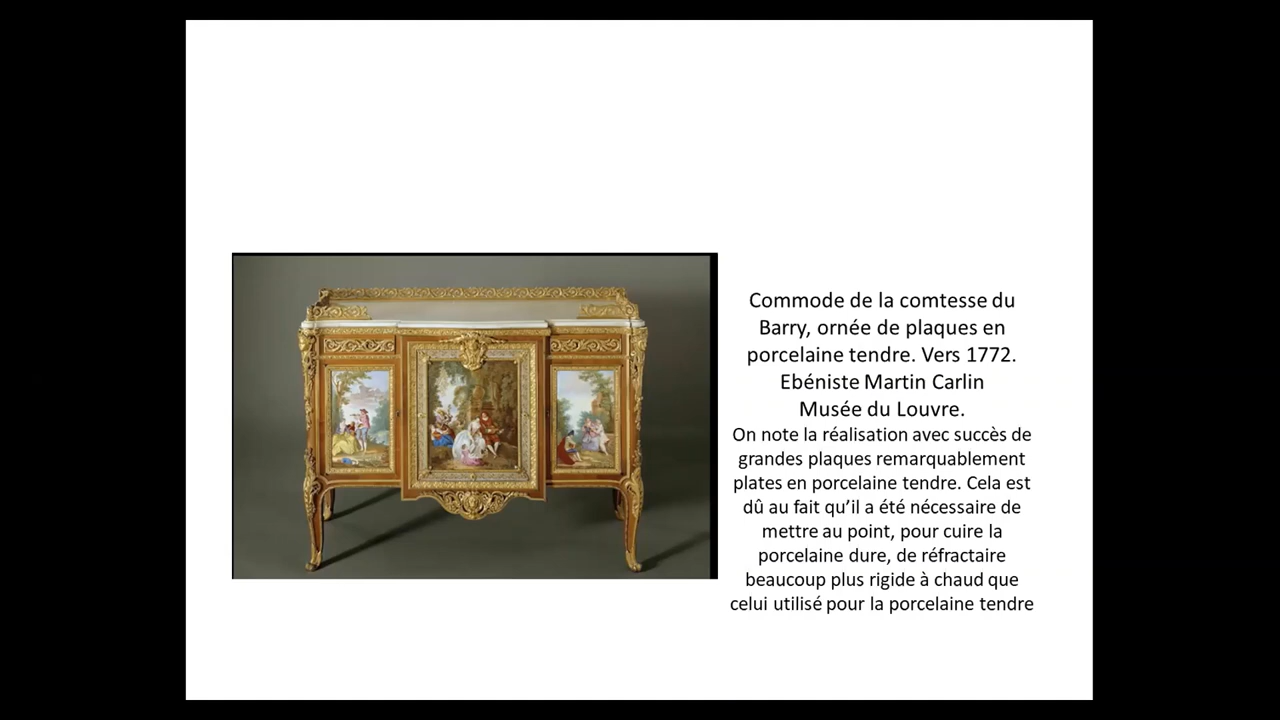 Commode de la comtesse du
Barry, ornée de plaques en
porcelaine tendre. Vers 1772.
Ebéniste Martin Carlin
Musée du Louvre.
On note la réalisation avec succès de
grandes plaques remarquablement
plates en porcelaine tendre. Cela est
dû au fait qu’il a été nécessaire de
mettre au point, pour cuire la
porcelaine dure, de réfractaire
beaucoup plus rigide à chaud que
celui utilisé pour la porcelaine tendre